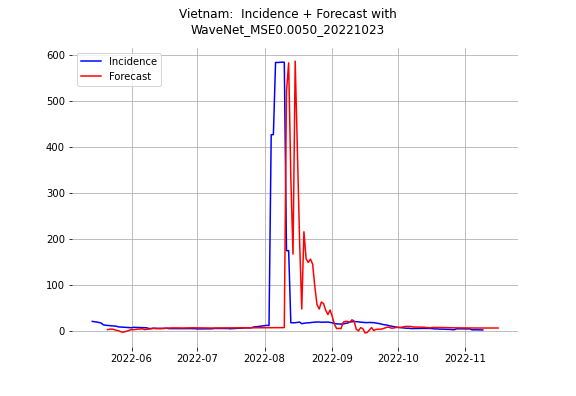 Vietnam:  Incidence + Forecast with
WaveNet_MSE0.0050_20221023
Incidence
Forecast
600
500
400
300
200
100
0
2022-06 2022-07 2022-08 2022-09 2022-10 2022-11